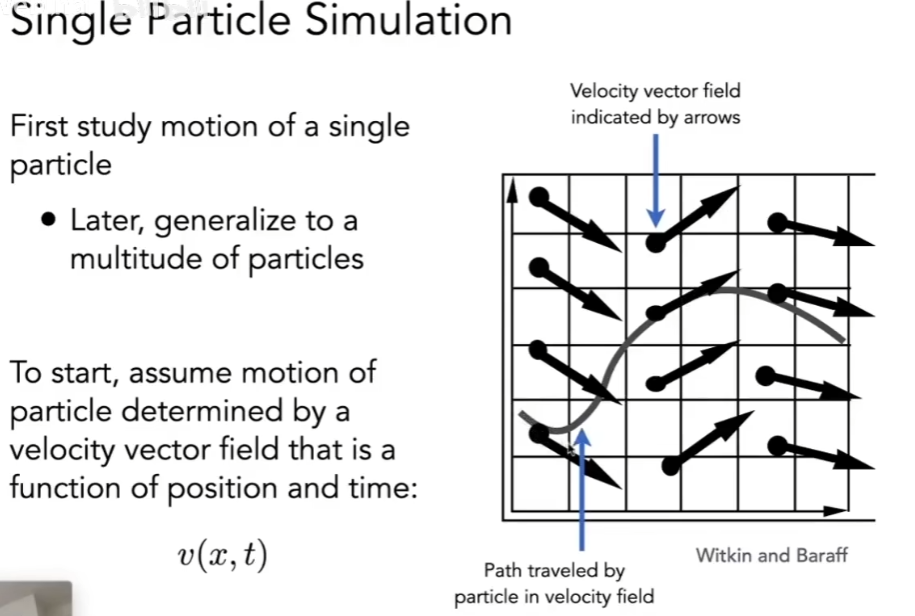 Single Particle Simulation
Velocity vector field
indicated by arrows
First study motion of a single
particle
• Later, generalize to a
multitude of particles
To start, assume motion of
particle determined by a
velocity vector field that is a
function of position and time:
v(x, t)
Path traveled by
particle in velocity field
Witkin and Baraff